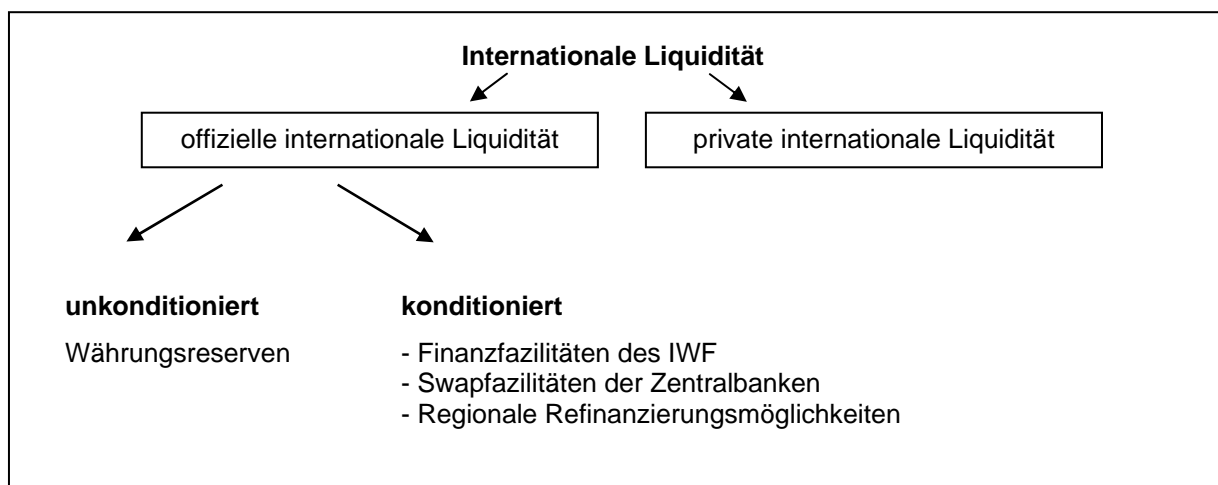 Internationale Liquidität
offizielle internationale Liquidität
private internationale Liquidität
unkonditioniert
Währungsreserven
konditioniert
- Finanzfazilitäten des IWF
- Swapfazilitäten der Zentralbanken
- Regionale Refinanzierungsmöglichkeiten